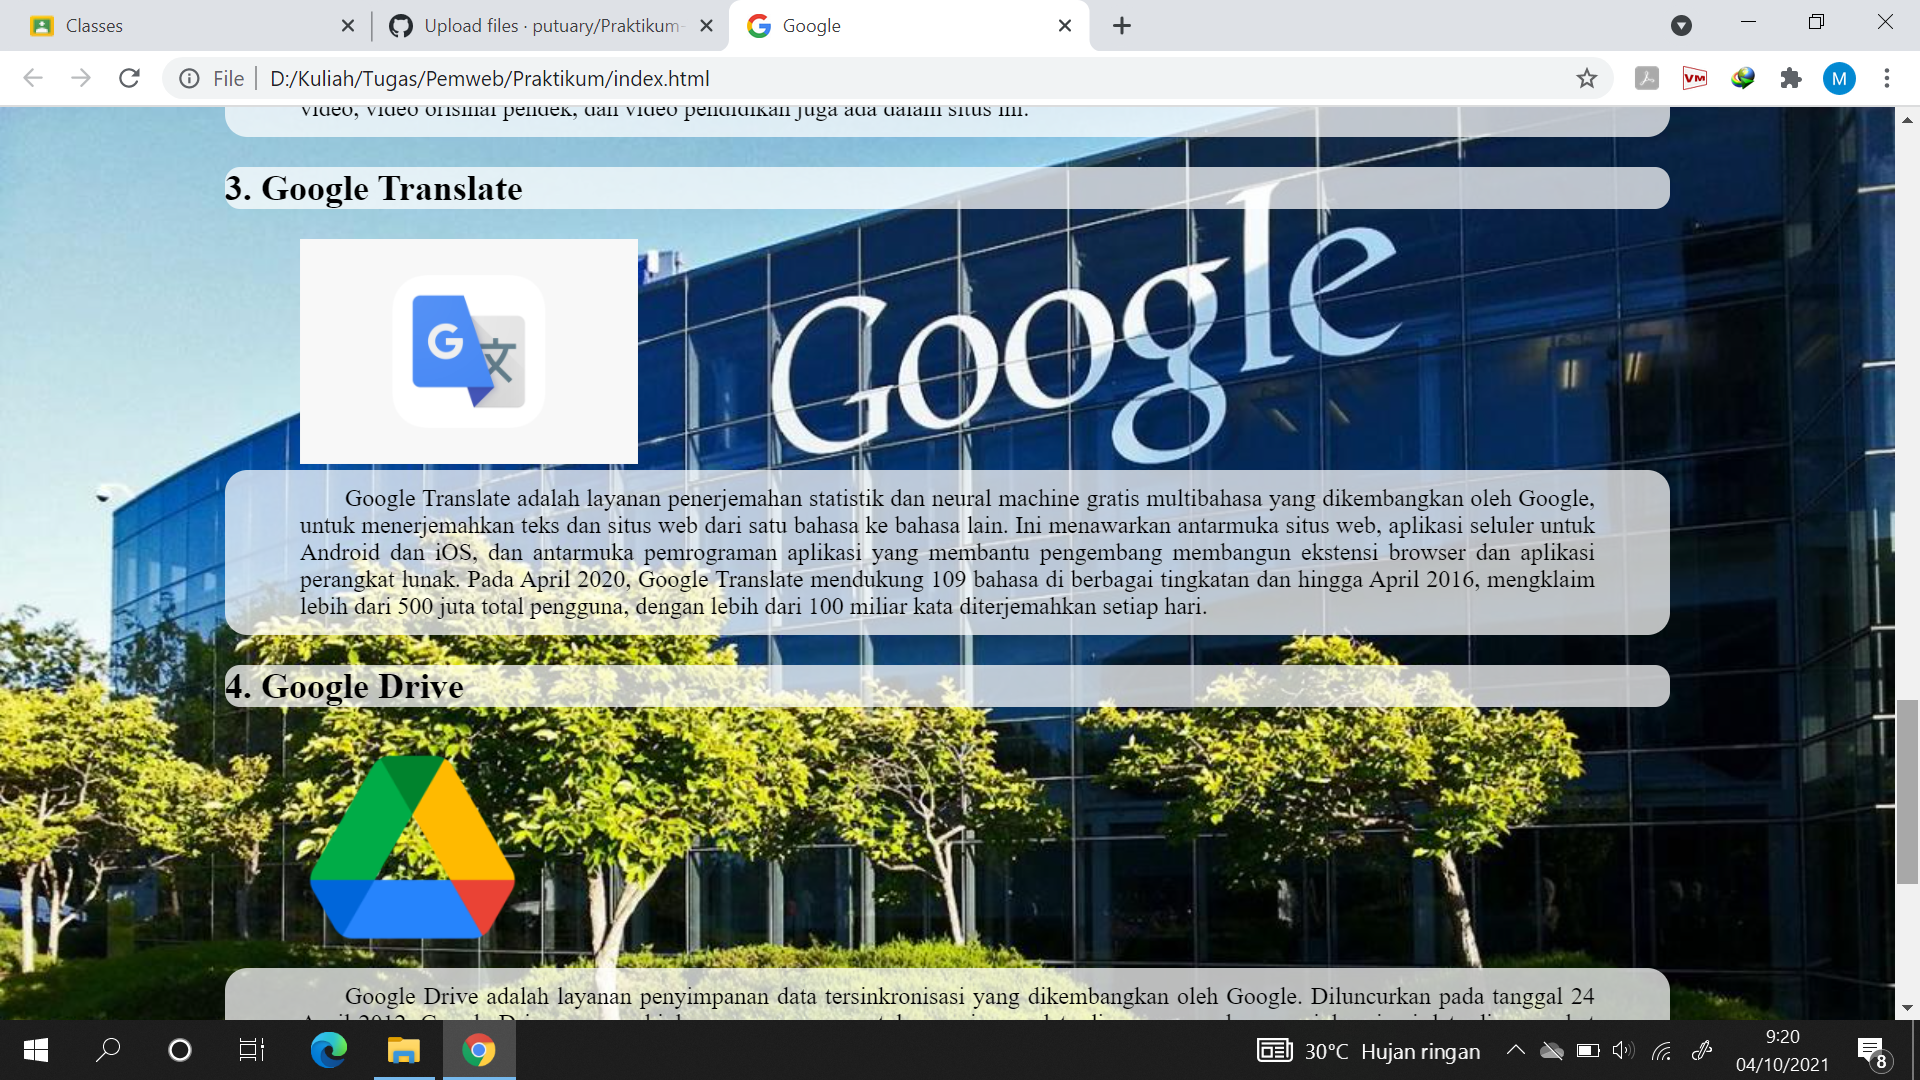 Classes
Upload files · putuary/Praktikum-
Google
File
D:/Kuliah/Tugas/Pemweb/Praktikum/index.html
VM
M
video, video orisinal pendek, dan video pendidikan juga ada dalam situs ini.
3. Google Translate
G 文
Google
Google Translate adalah layanan penerjemahan statistik dan neural machine gratis multibahasa yang dikembangkan oleh Google,
untuk menerjemahkan teks dan situs web dari satu bahasa ke bahasa lain. Ini menawarkan antarmuka situs web, aplikasi seluler untuk
Android dan iOS, dan antarmuka pemrograman aplikasi yang membantu pengembang membangun ekstensi browser dan aplikasi
perangkat lunak. Pada April 2020, Google Translate mendukung 109 bahasa di berbagai tingkatan dan hingga April 2016, mengklaim
lebih dari 500 juta total pengguna, dengan lebih dari 100 miliar kata diterjemahkan setiap hari.
4. Google Drive
Google Drive adalah layanan penyimpanan data tersinkronisasi yang dikembangkan oleh Google. Diluncurkan pada tanggal 24
30°C Hujan ringan
9:20
04/10/2021
8